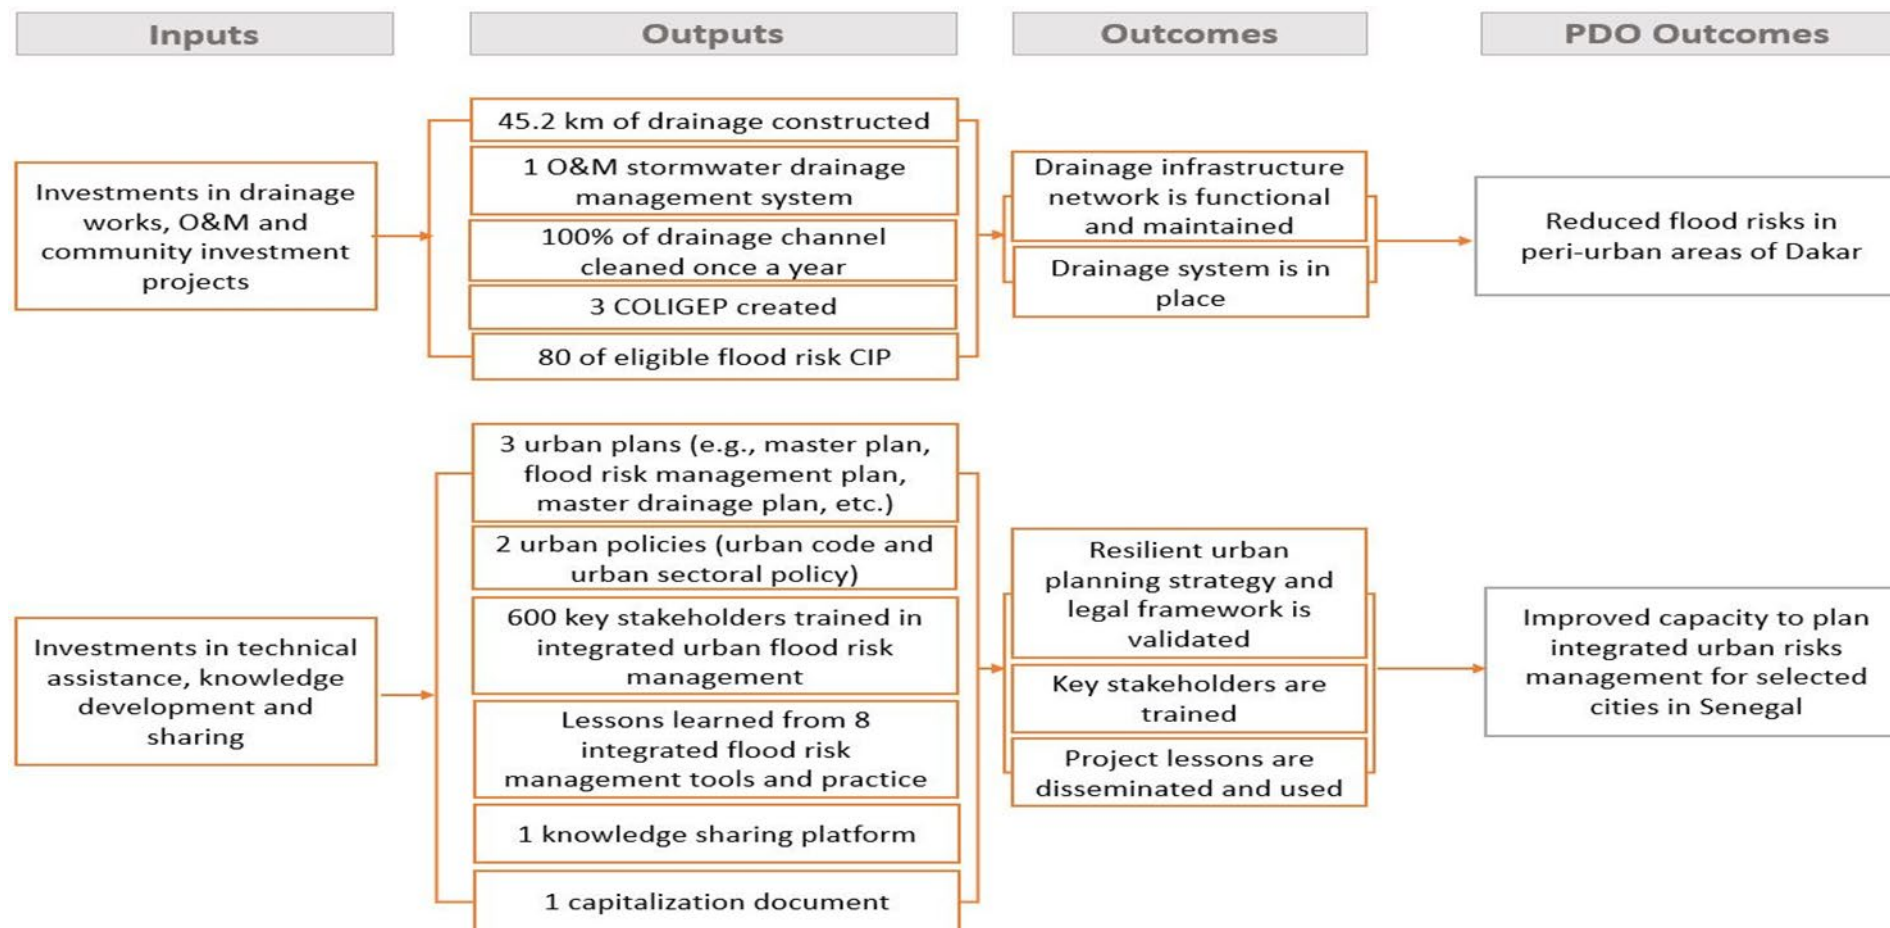 Inputs
Outputs
Outcomes
PDO Outcomes
Investments in drainage
works, O&M and
community investment
projects
45.2 km of drainage constructed
1 O&M stormwater drainage
management system
100% of drainage channel
cleaned once a year
3 COLIGEP created
80 of eligible flood risk CIP
Drainage infrastructure
network is functional
and maintained
Drainage system is in
place
Reduced flood risks in
peri-urban areas of Dakar
Investments in technical
assistance, knowledge
development and
sharing
3 urban plans (e.g., master plan,
flood risk management plan,
master drainage plan, etc.)
2 urban policies (urban code and
urban sectoral policy)
600 key stakeholders trained in
integrated urban flood risk
management
Lessons learned from 8
integrated flood risk
management tools and practice
1 knowledge sharing platform
1 capitalization document
Resilient urban
planning strategy and
legal framework is
validated
Key stakeholders are
trained
Project lessons are
disseminated and used
Improved capacity to plan
integrated urban risks
management for selected
cities in Senegal